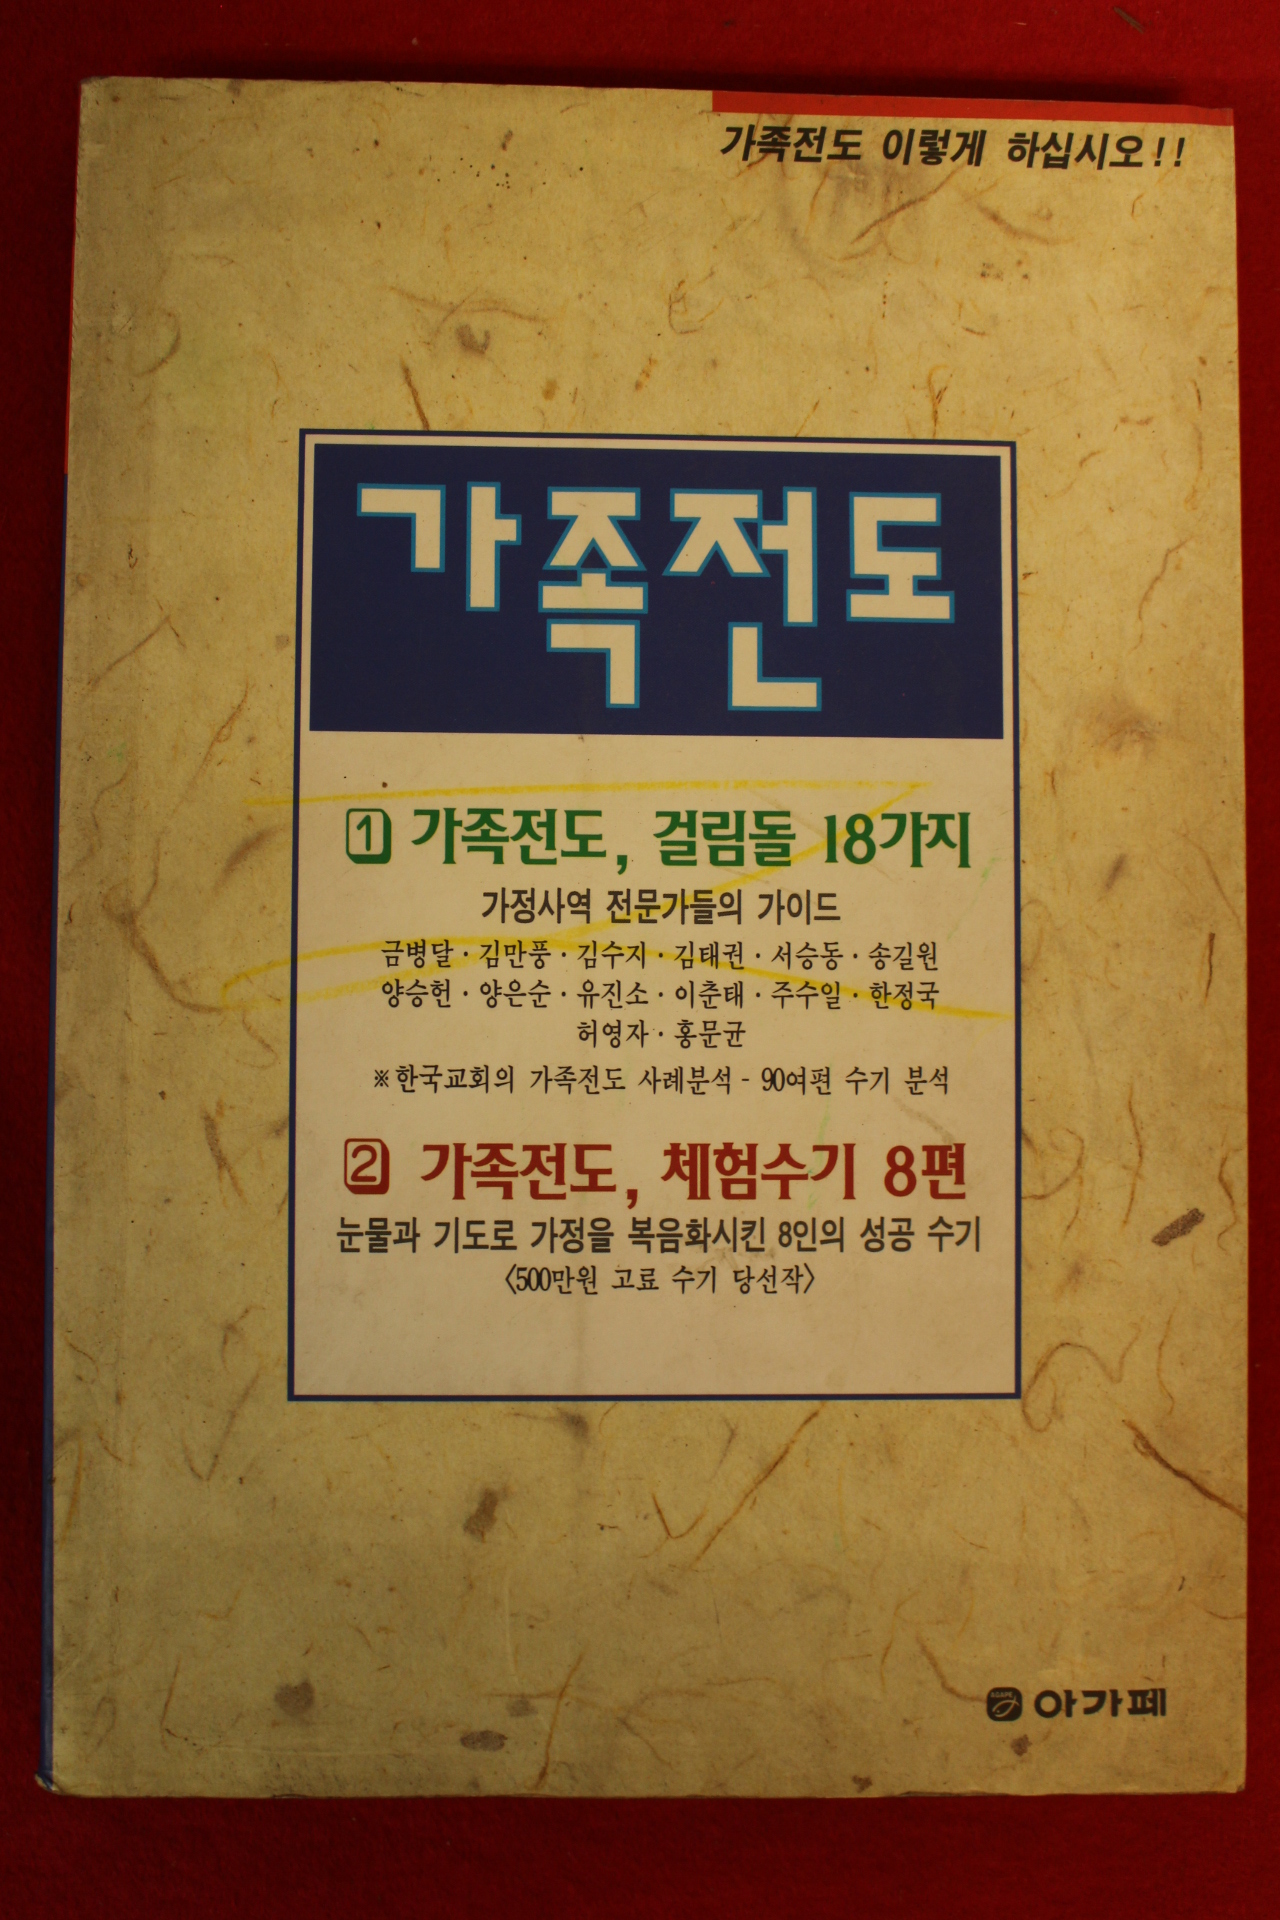 가족전도 이렇게 하십시오!!
가족전도
1 가족전도, 걸림돌 18가지
가정사역 전문가들의 가이드
금병달·김만풍·김수지·김태권·서승동·송길원
양승헌·양은순·유진소·이춘태·주수일·한정국
허영자·홍문균
※한국교회의 가족전도 사례분석 - 90여편 수기 분석
2 가족전도, 체험수기 8편
눈물과 기도로 가정을 복음화시킨 8인의 성공 수기
〈500만원 고료 수기 당선작〉
AGAPE 아가페